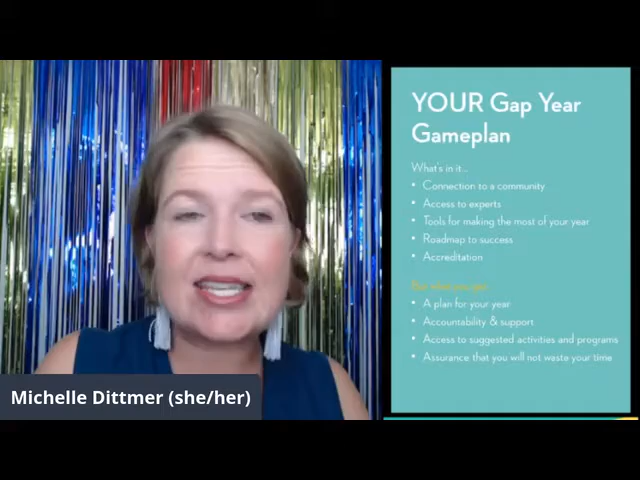 YOUR Gap Year
Gameplan
What's in it...
• Connection to a community
• Access to experts
• Tools for making the most of your year
• Roadmap to success
• Accreditation
• A plan for your year
• Accountability & support
• Access to suggested activities and programs
• Assurance that you will not waste your time
Michelle Dittmer (she/her)